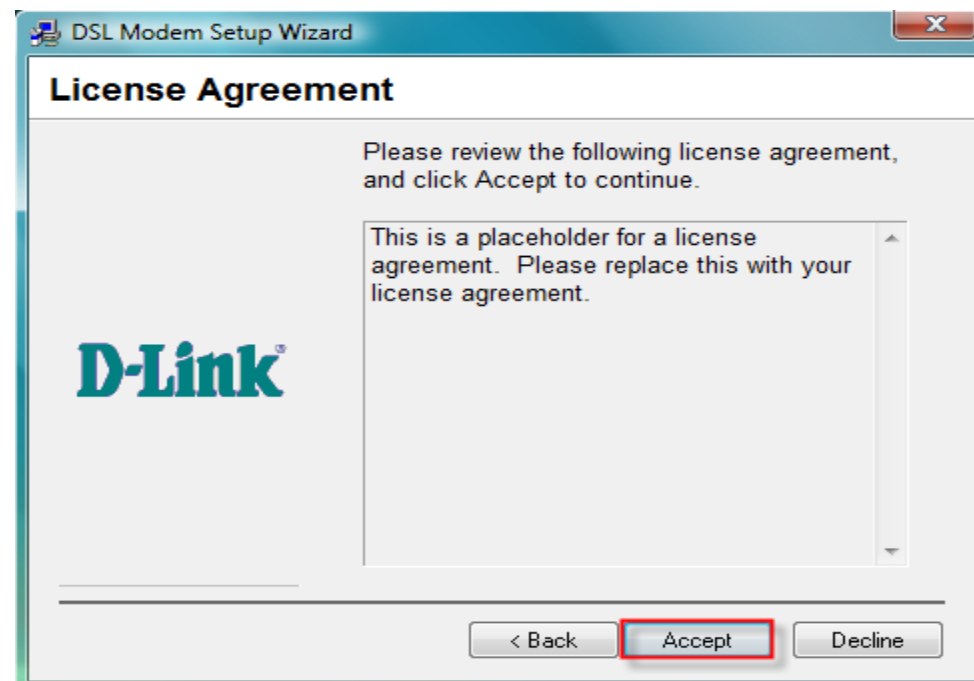 DSL Modem Setup Wizard
License Agreement
Please review the following license agreement,
and click Accept to continue.
This is a placeholder for a license
agreement.  Please replace this with your
license agreement.
D-Link®
< Back
Accept
Decline